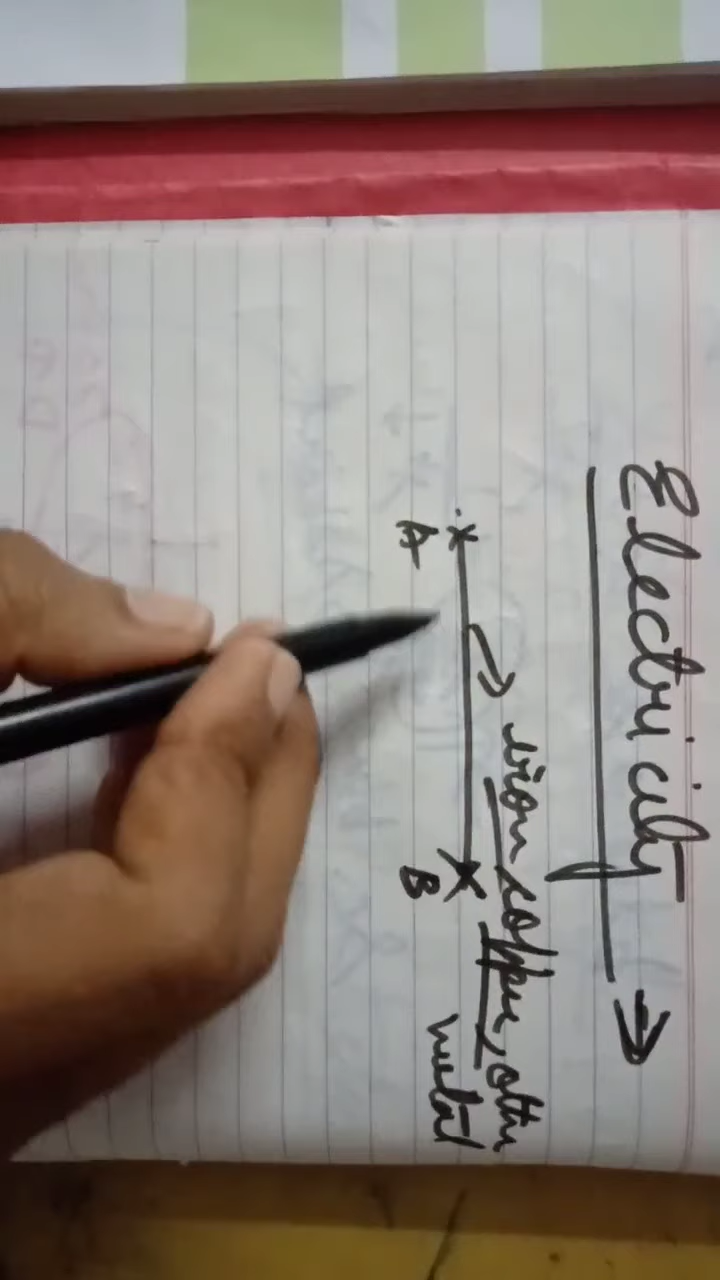 Electricity →
A B
→ iron, copper, other
metal